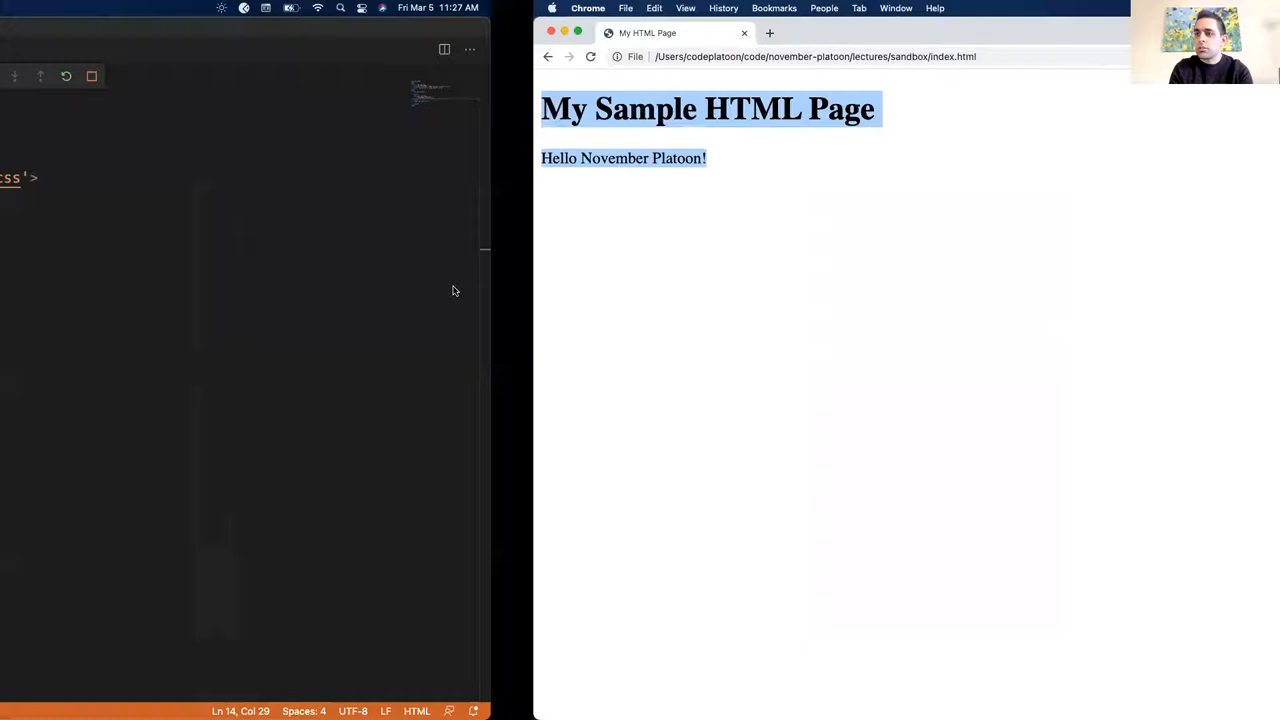 Fri Mar 5 11:27 AM
css'>
Ln 14, Col 29 Spaces: 4 UTF-8 LF HTML
Chrome File Edit View History Bookmarks People Tab Window Help
My HTML Page
File /Users/codeplatoon/code/november-platoon/lectures/sandbox/index.html
My Sample HTML Page
Hello November Platoon!